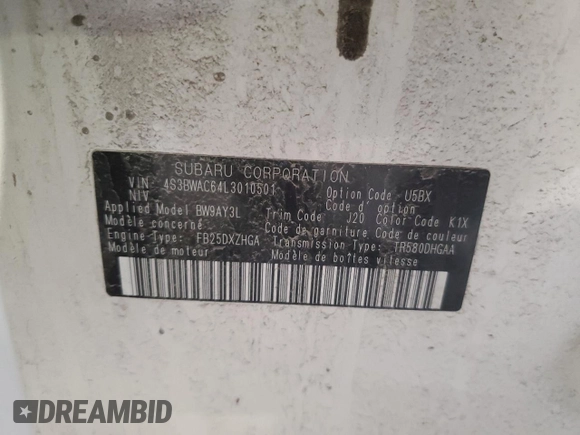 SUBARU CORPORATION
VIN 4S3BWAC64L3010501 Option Code U5BX
NIV Code d' option
Applied Model BW9AY3L Trim Code J20 Color Code K1X
Modèle concerné Code de garniture Code de couleur
Engine Type FB25DXZHGA Transmission Type TR580DHGAA
Modèle de moteur Modèle de boîtes vitesse
DREAMBID